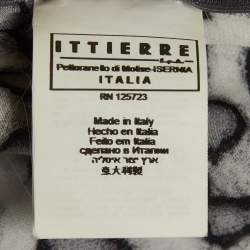 ITTIERRE
S.p.A.
Pettoranello di Molise-ISERNIA
ITALIA
RN 125723
Made in Italy
Hecho en Italia
Feito em Itália
сделано в Италии
ארץ יצור איטליה
意大利製